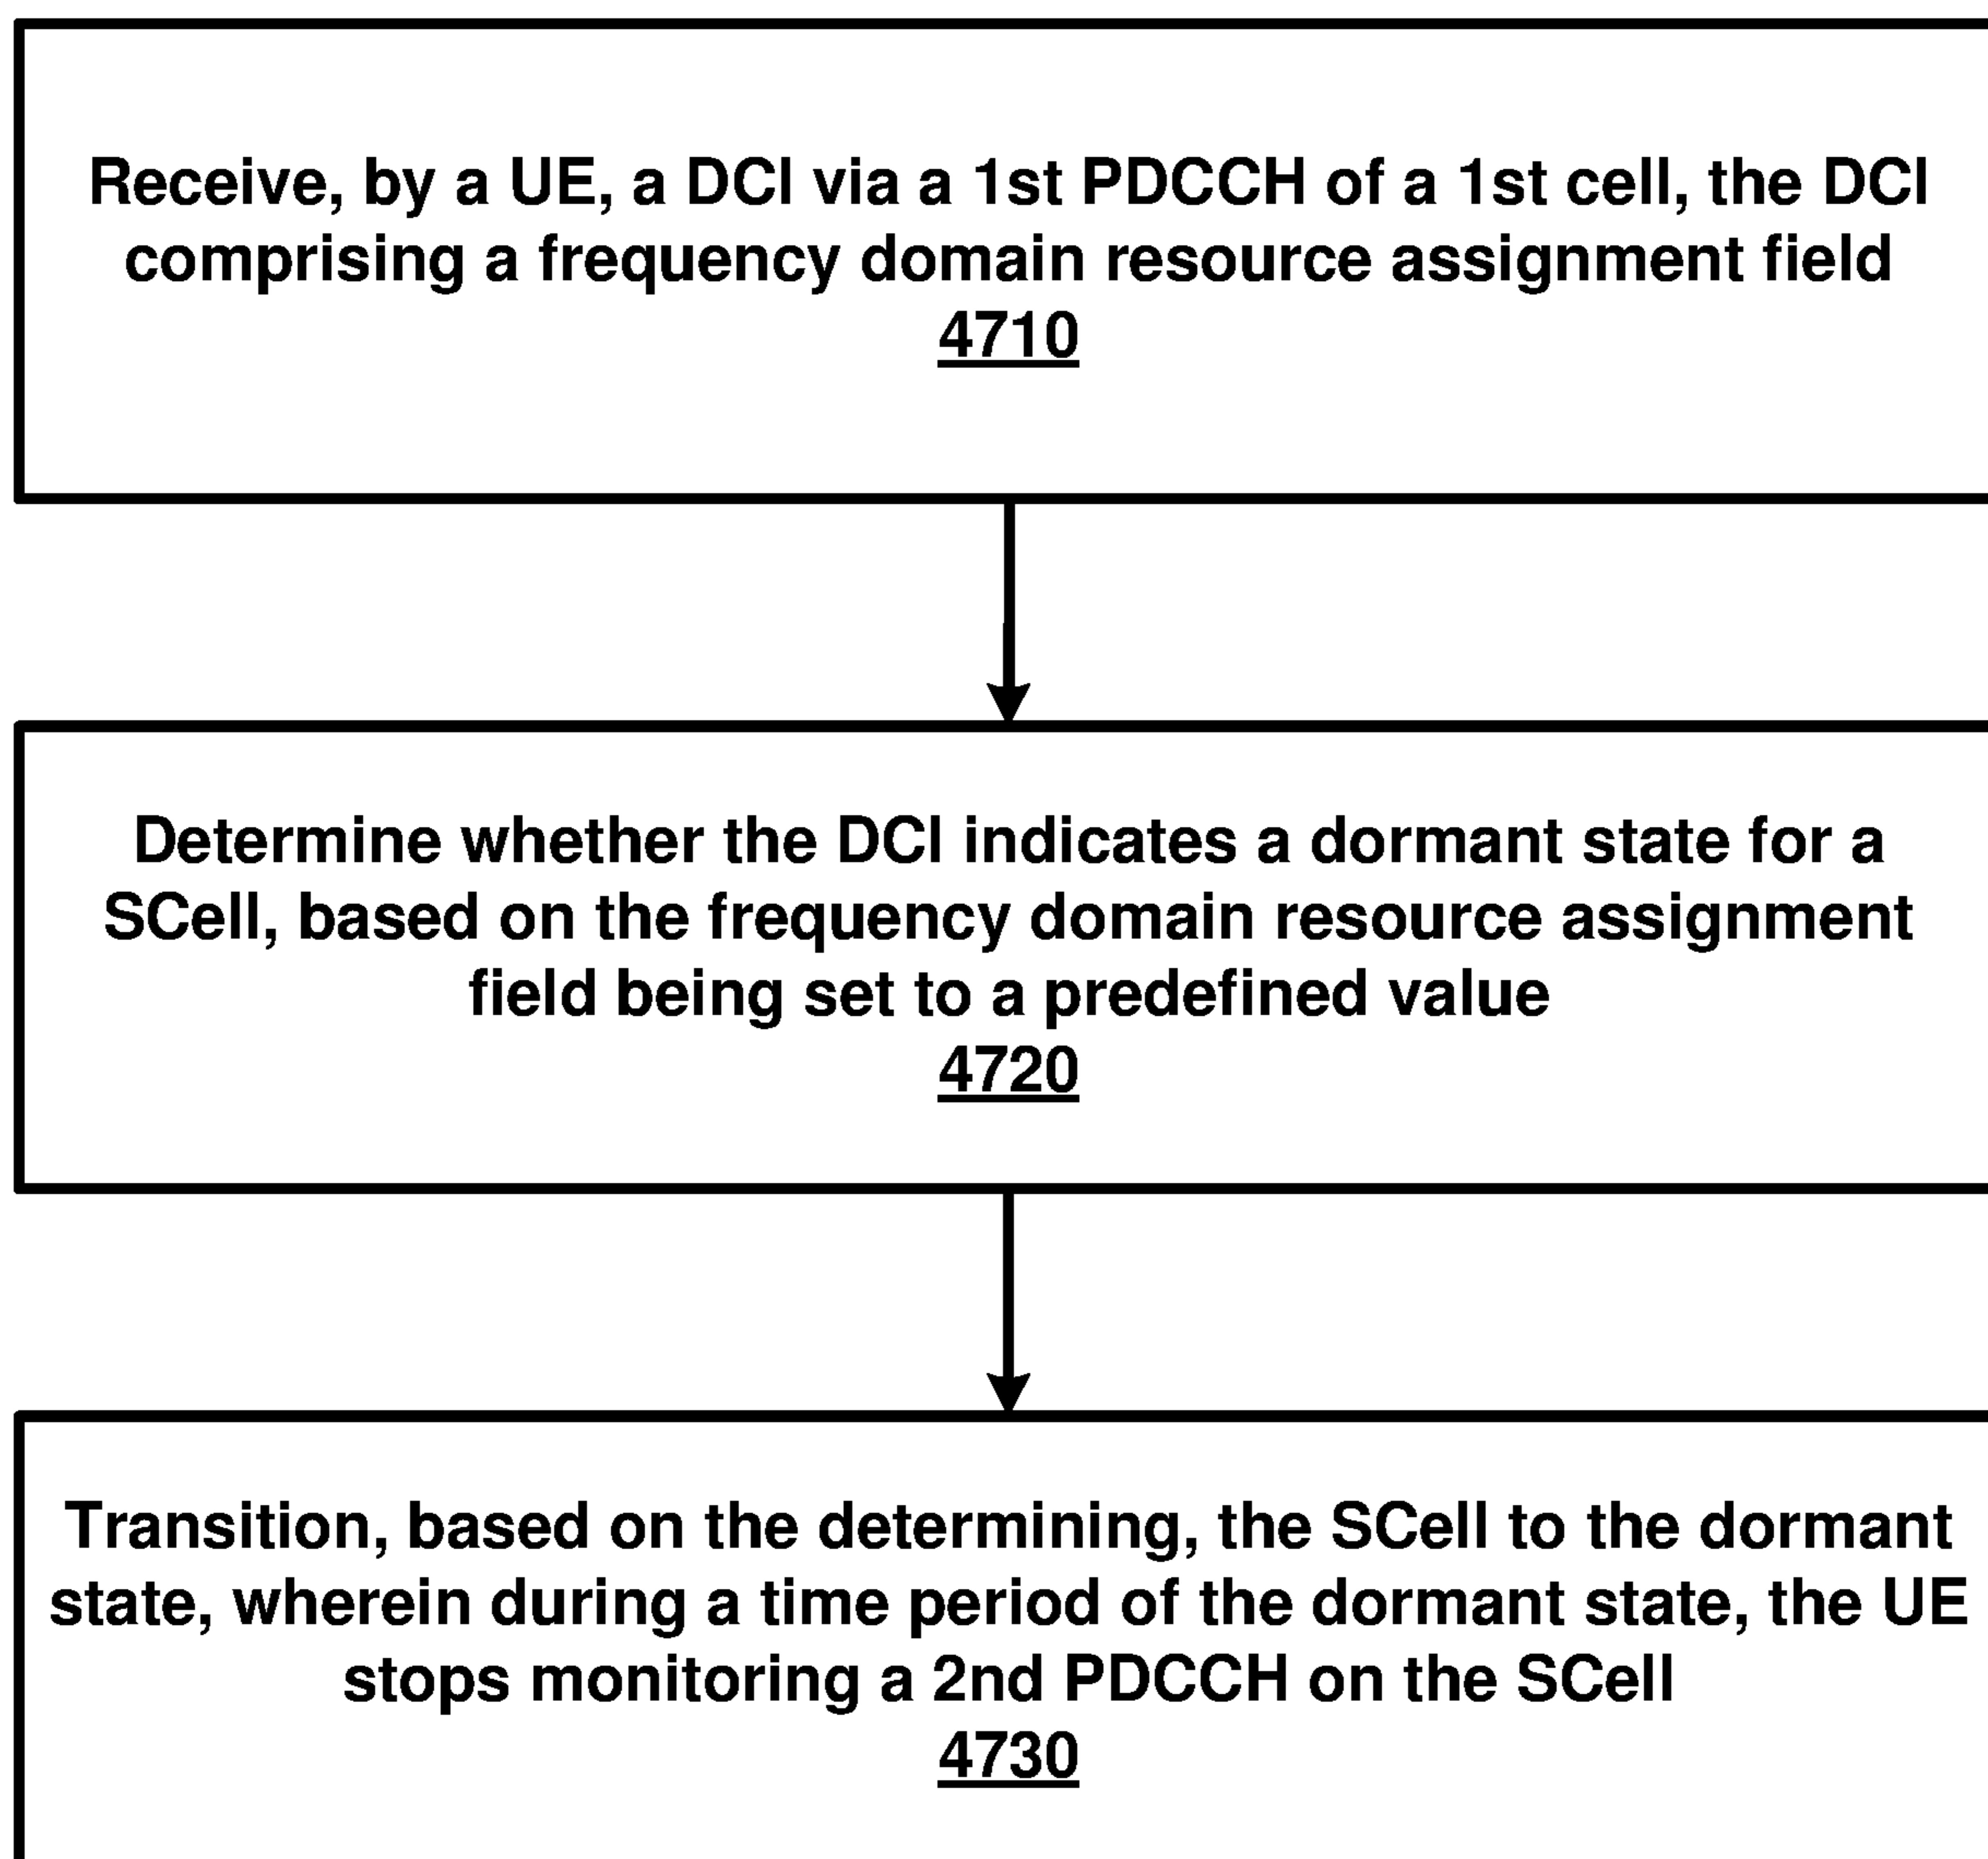 Receive, by a UE, a DCI via a 1st PDCCH of a 1st cell, the DCI
comprising a frequency domain resource assignment field
4710
Determine whether the DCI indicates a dormant state for a
SCell, based on the frequency domain resource assignment
field being set to a predefined value
4720
Transition, based on the determining, the SCell to the dormant
state, wherein during a time period of the dormant state, the UE
stops monitoring a 2nd PDCCH on the SCell
4730